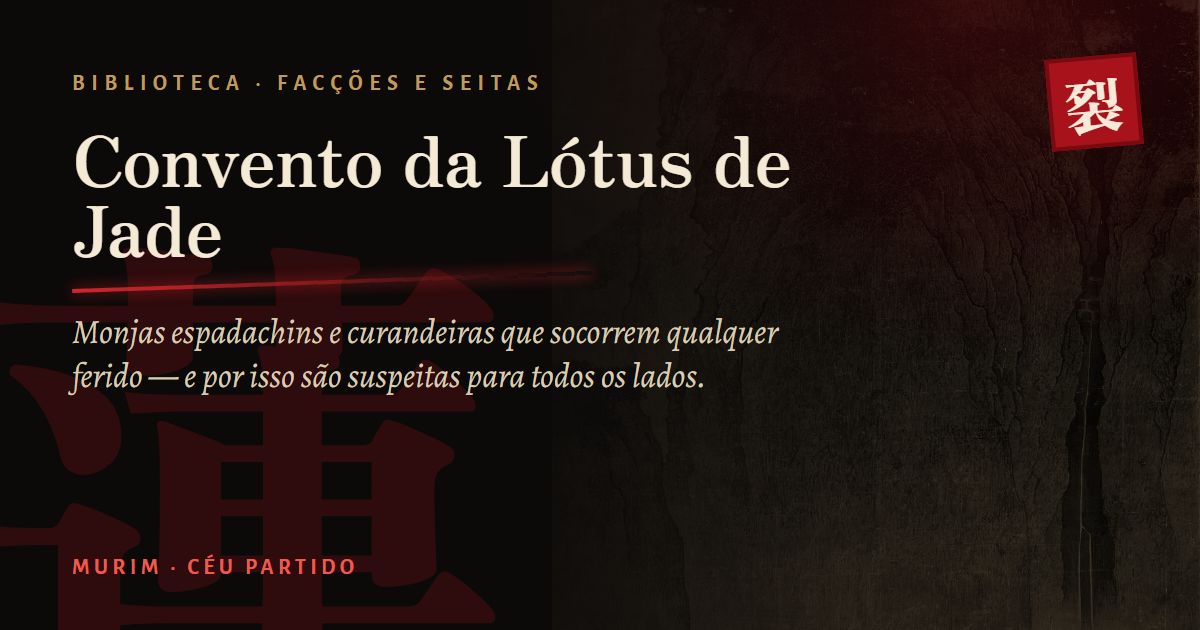 BIBLIOTECA · FACÇÕES E SEITAS
裂
Convento da Lótus de
Jade
Monjas espadachins e curandeiras que socorrem qualquer
ferido — e por isso são suspeitas para todos os lados.
蓮
MURIM · CÉU PARTIDO